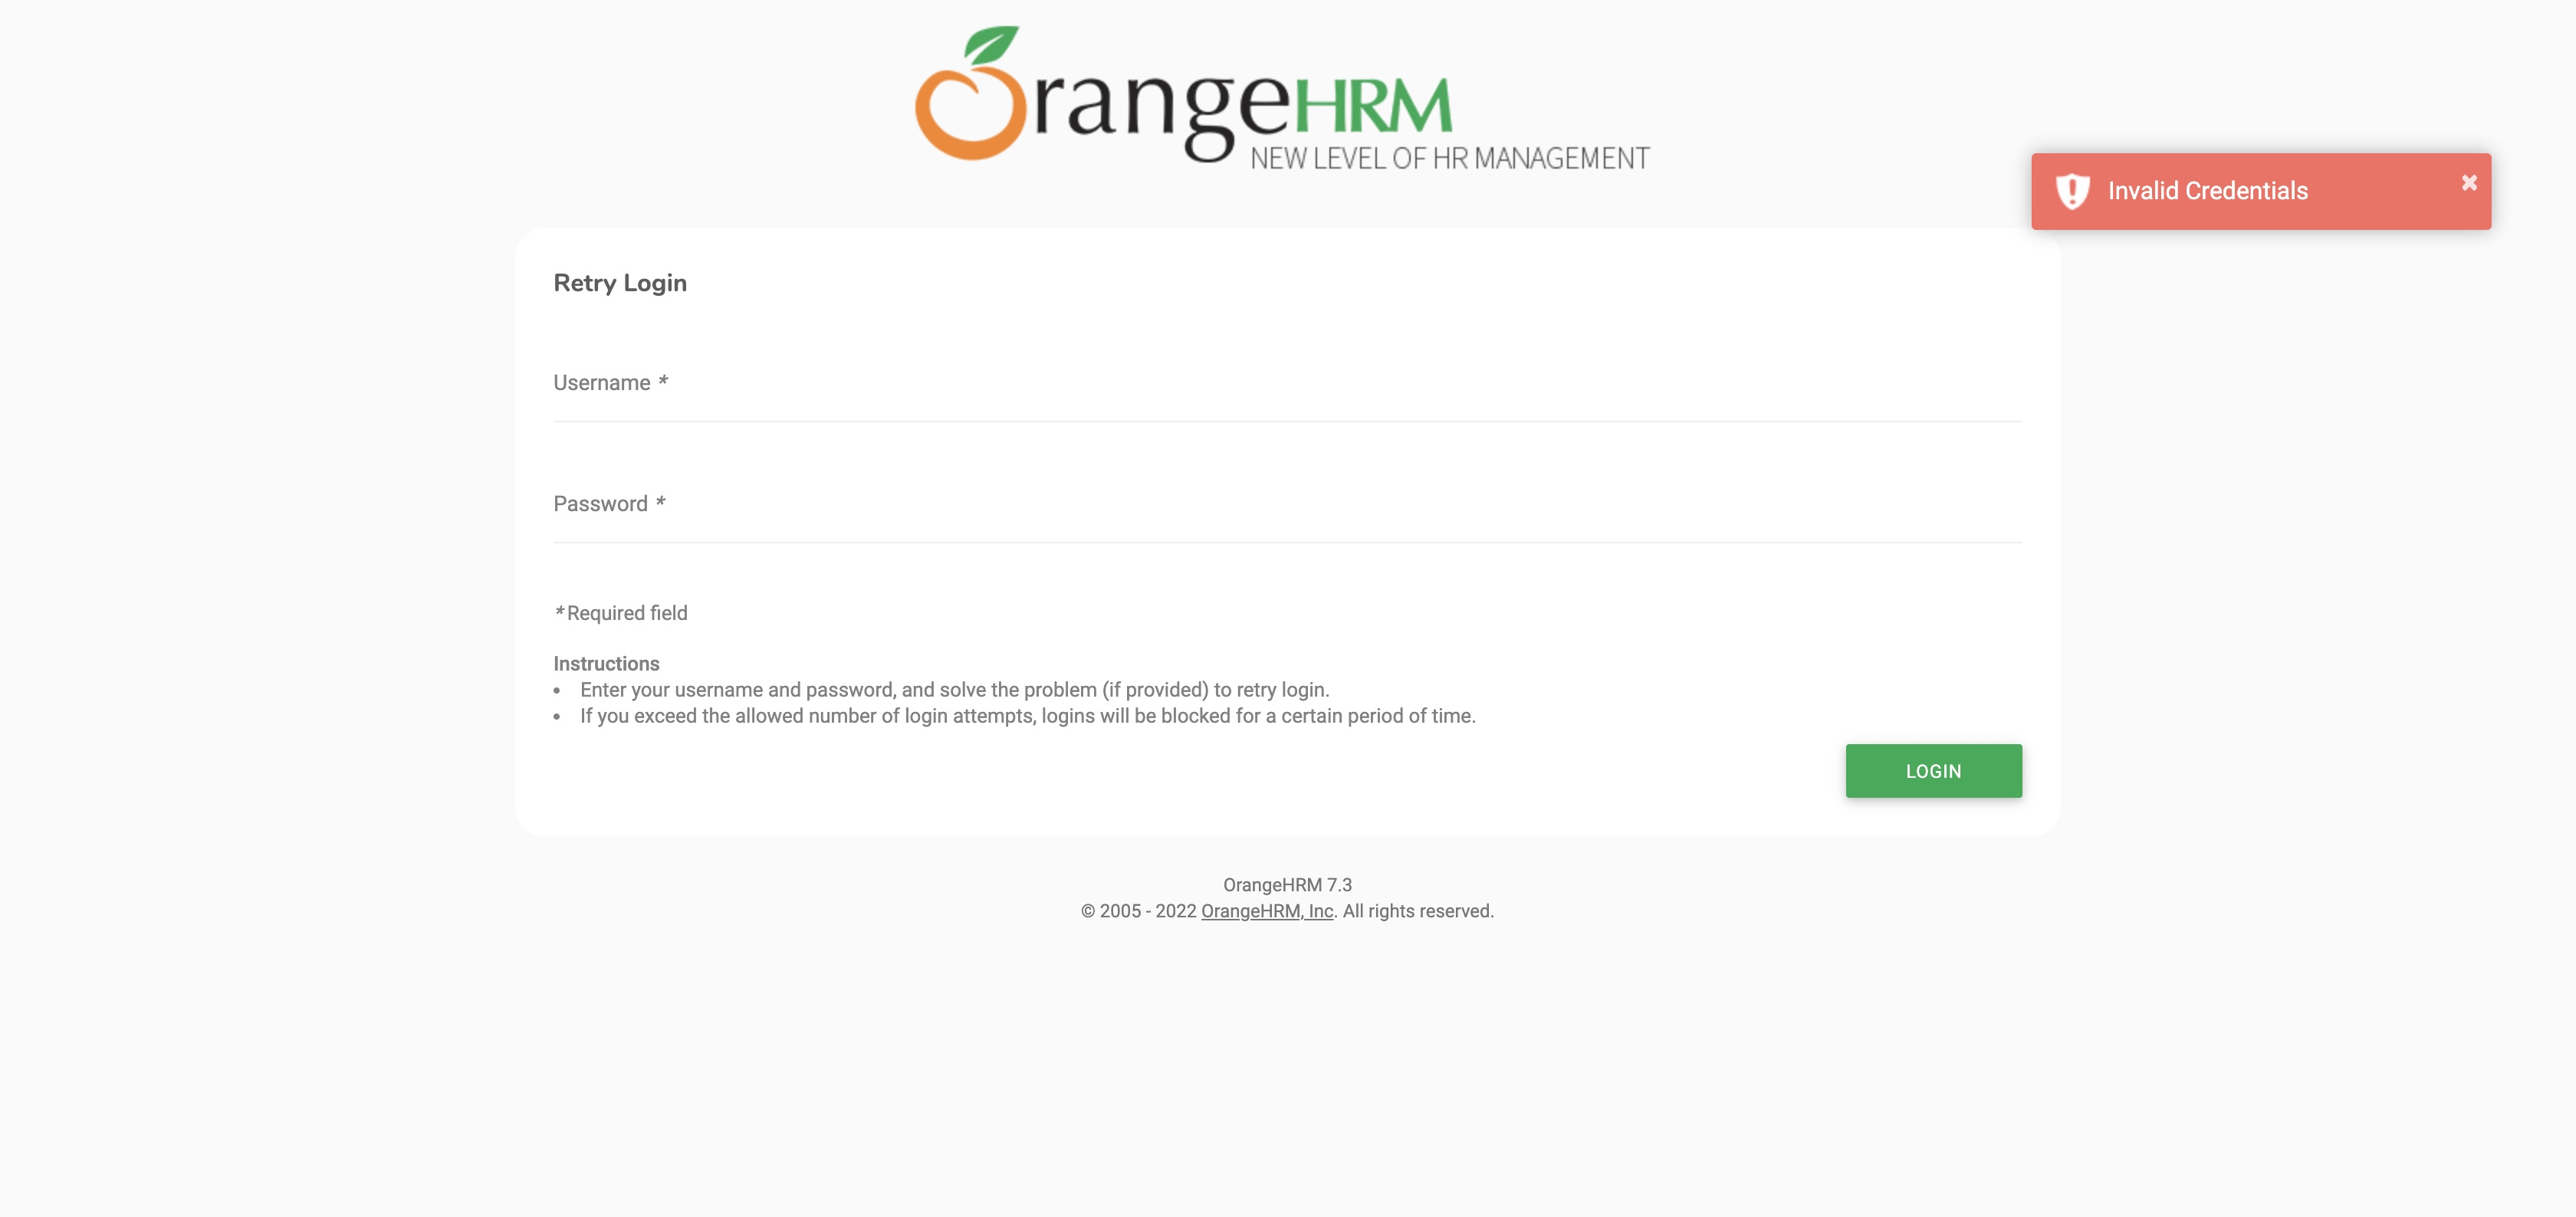 OrangeHRM
NEW LEVEL OF HR MANAGEMENT
Invalid Credentials
Retry Login
Username *
Password *
* Required field
Instructions
• Enter your username and password, and solve the problem (if provided) to retry login.
• If you exceed the allowed number of login attempts, logins will be blocked for a certain period of time.
LOGIN
OrangeHRM 7.3
© 2005 - 2022 OrangeHRM, Inc. All rights reserved.